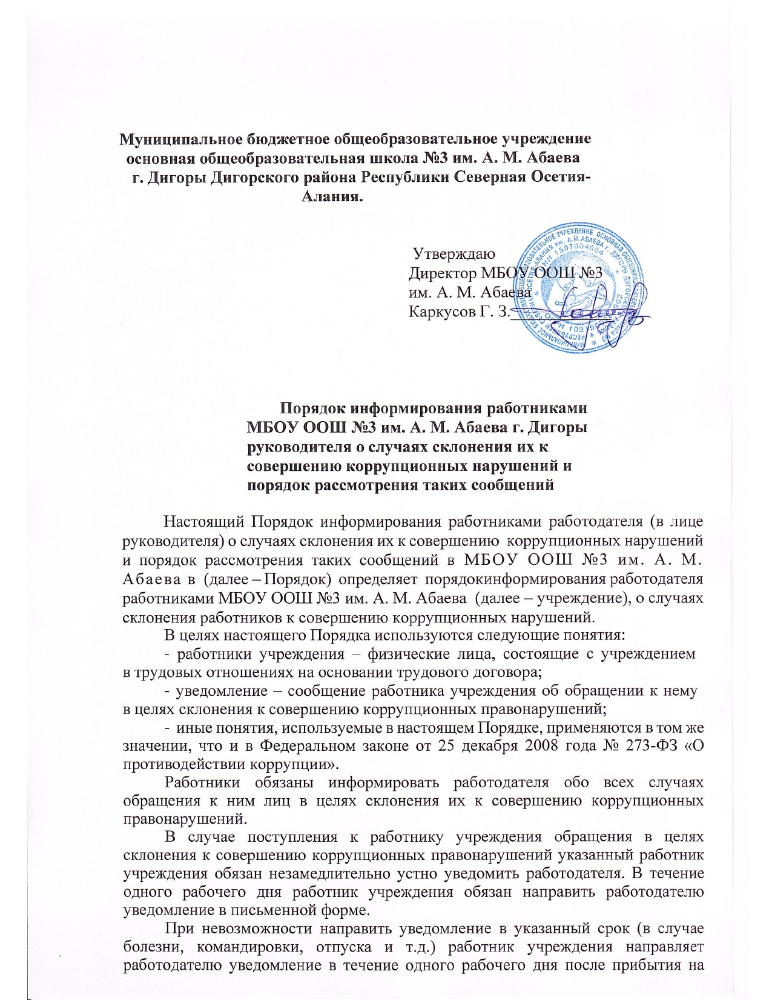 Муниципальное бюджетное общеобразовательное учреждение
основная общеобразовательная школа №3 им. А. М. Абаева
г. Дигоры Дигорского района Республики Северная Осетия-
Алания.
Утверждаю
Директор МБОУ ООШ №3
им. А. М. Абаева
Каркусов Г. З.____________
ИНН 1507004004
Порядок информирования работниками
МБОУ ООШ №3 им. А. М. Абаева г. Дигоры
руководителя о случаях склонения их к
совершению коррупционных нарушений и
порядок рассмотрения таких сообщений
Настоящий Порядок информирования работниками работодателя (в лице
руководителя) о случаях склонения их к совершению коррупционных нарушений
и порядок рассмотрения таких сообщений в МБОУ ООШ №3 им. А. М.
Абаева в (далее – Порядок) определяет порядокинформирования работодателя
работниками МБОУ ООШ №3 им. А. М. Абаева (далее – учреждение), о случаях
склонения работников к совершению коррупционных нарушений.
В целях настоящего Порядка используются следующие понятия:
- работники учреждения – физические лица, состоящие с учреждением
в трудовых отношениях на основании трудового договора;
- уведомление – сообщение работника учреждения об обращении к нему
в целях склонения к совершению коррупционных правонарушений;
- иные понятия, используемые в настоящем Порядке, применяются в том же
значении, что и в Федеральном законе от 25 декабря 2008 года № 273-ФЗ «О
противодействии коррупции».
Работники обязаны информировать работодателя обо всех случаях
обращения к ним лиц в целях склонения их к совершению коррупционных
правонарушений.
В случае поступления к работнику учреждения обращения в целях
склонения к совершению коррупционных правонарушений указанный работник
учреждения обязан незамедлительно устно уведомить работодателя. В течение
одного рабочего дня работник учреждения обязан направить работодателю
уведомление в письменной форме.
При невозможности направить уведомление в указанный срок (в случае
болезни, командировки, отпуска и т.д.) работник учреждения направляет
работодателю уведомление в течение одного рабочего дня после прибытия на